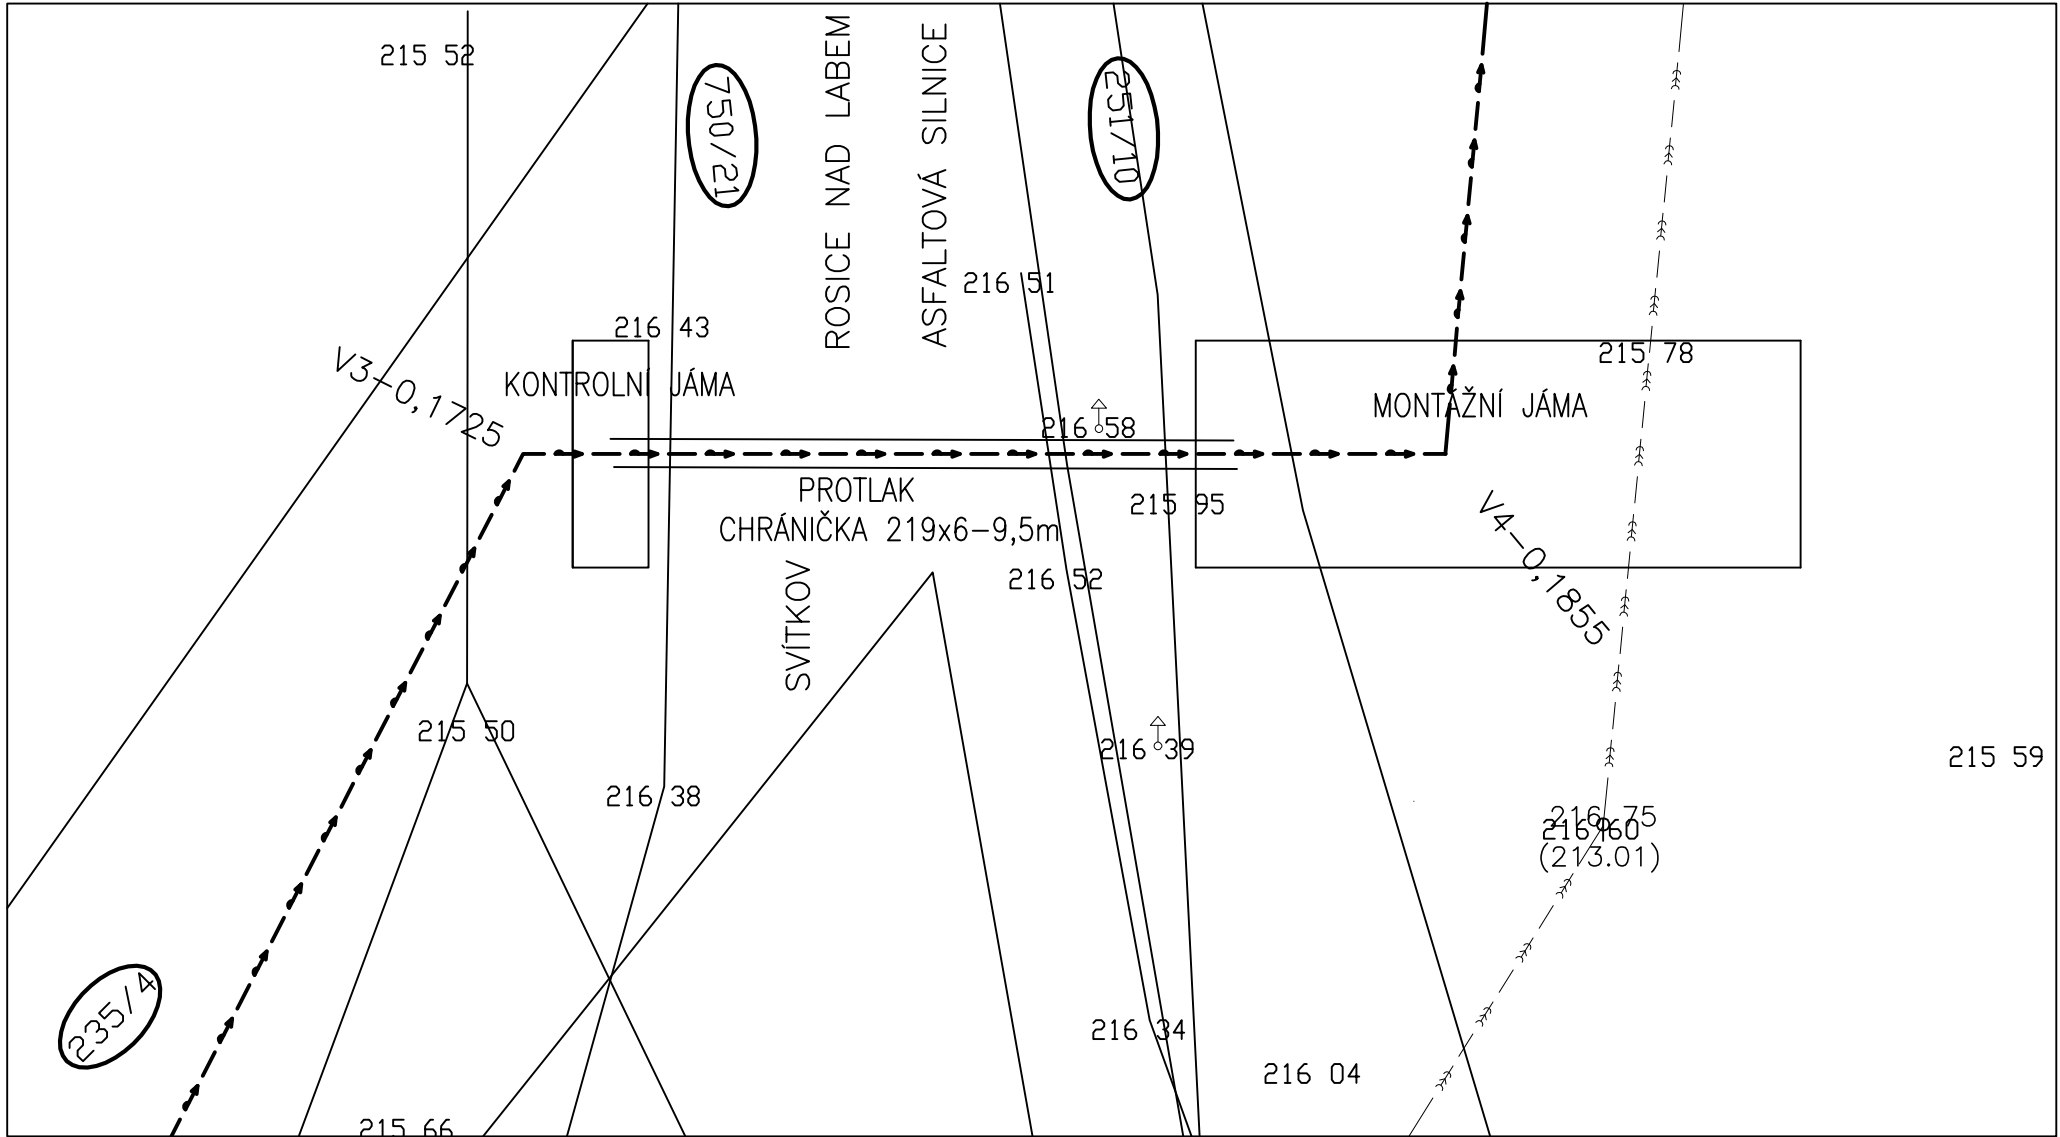 215 52
750/21
ROSICE NAD LABEM
ASFALTOVÁ SILNICE
251/10
216 51
216 43
215 78
V3-0,1725
KONTROLNÍ JÁMA
MONTÁŽNÍ JÁMA
216 58
PROTLAK
CHRÁNIČKA 219x6-9,5m
215 95
V4-0,1855
216 52
SVÍTKOV
215 50
216 39
215 59
216 38
216 75
216 60
(213.01)
235/4
216 34
216 04
215 66